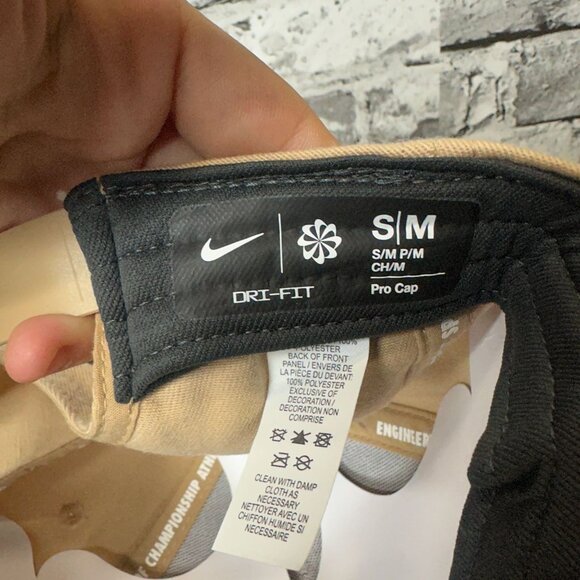 S|M
S/M P/M
CH/M
Pro Cap
DRI-FIT
POLYESTER
BACK OF FRONT
PANEL / ENVERS DE
LA PIÈCE DU DEVANT:
100% POLYESTER
EXCLUSIVE OF
DECORATION /
DÉCORATION NON
COMPRISE
CLEAN WITH DAMP
CLOTH AS
NECESSARY
NETTOYER AVEC UN
CHIFFON HUMIDE SI
NÉCESSAIRE
CHAMPIONSHIP
ENGINEER